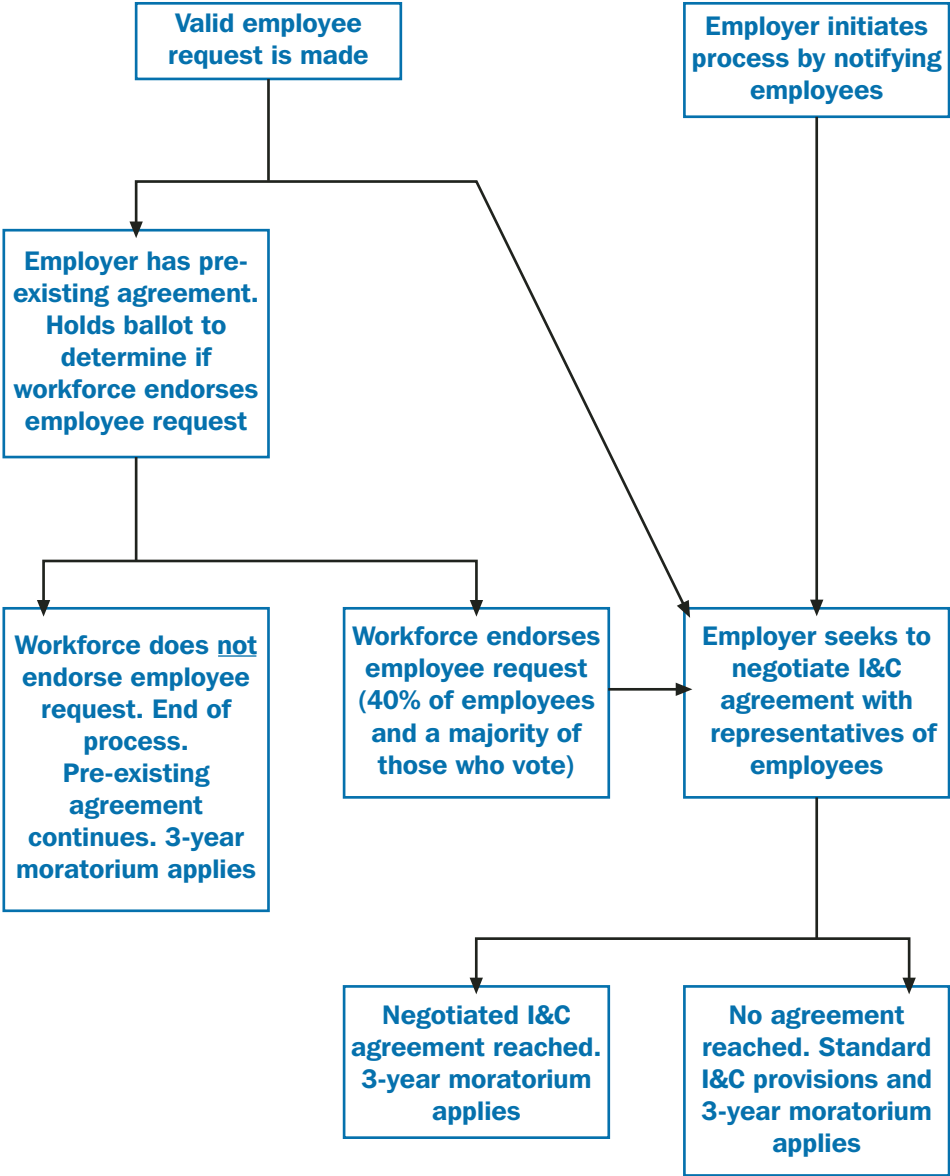 Valid employee
request is made
Employer initiates
process by notifying
employees
Employer has pre-
existing agreement.
Holds ballot to
determine if
workforce endorses
employee request
Workforce does not
endorse employee
request. End of
process.
Pre-existing
agreement
continues. 3-year
moratorium applies
Workforce endorses
employee request
(40% of employees
and a majority of
those who vote)
Employer seeks to
negotiate I&C
agreement with
representatives of
employees
Negotiated I&C
agreement reached.
3-year moratorium
applies
No agreement
reached. Standard
I&C provisions and
3-year moratorium
applies